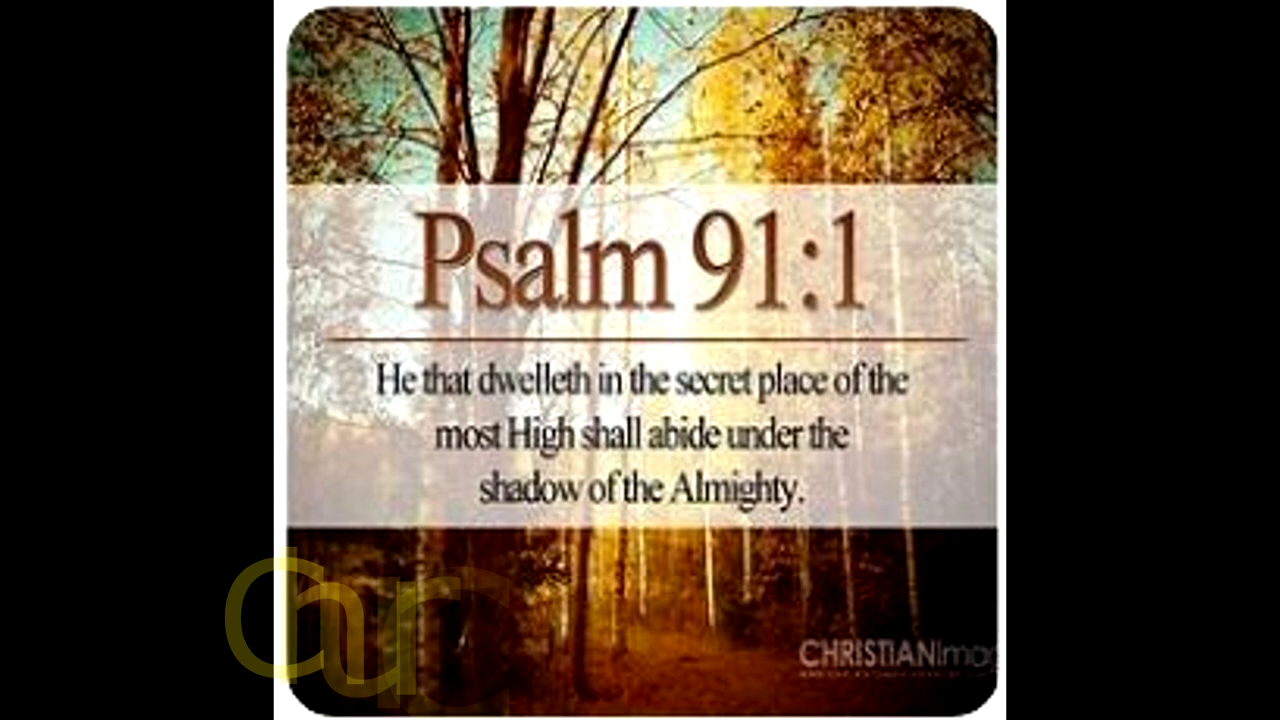 Psalm 91:1
He that dwelleth in the secret place of the
most High shall abide under the
shadow of the Almighty.
CHRISTIANImag